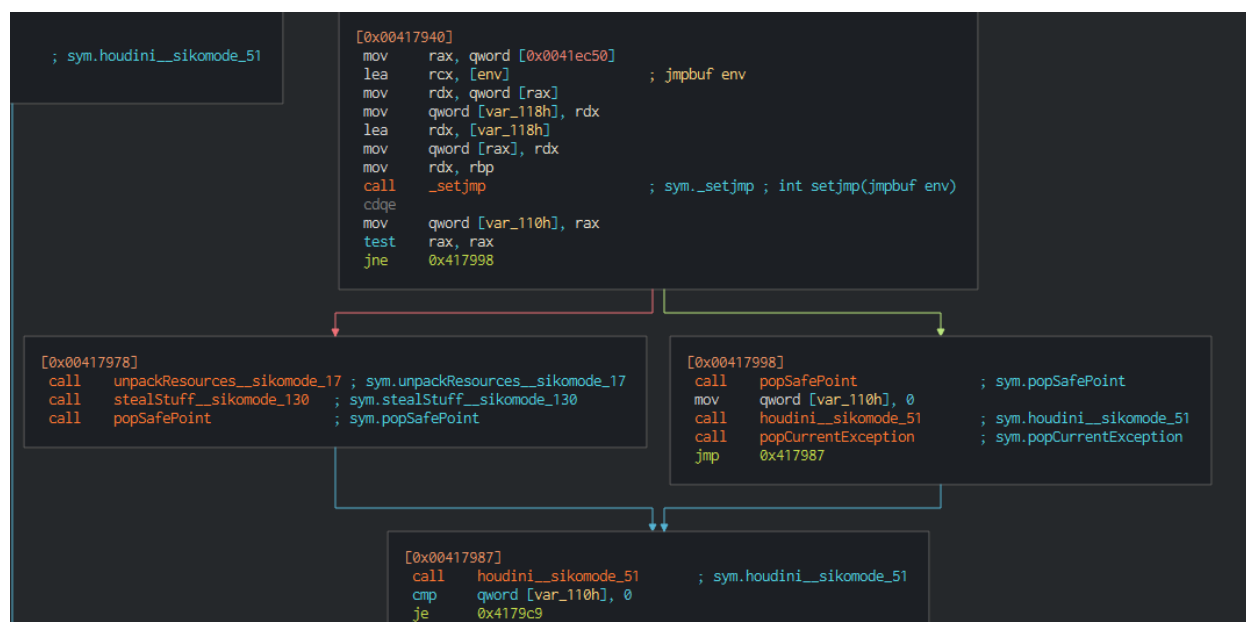 ; sym.houdini__sikomode_51
[0x00417940]
mov rax, qword [0x0041ec50]
lea rcx, [env] ; jmpbuf env
mov rdx, qword [rax]
mov qword [var_118h], rdx
lea rdx, [var_118h]
mov qword [rax], rdx
mov rdx, rbp
call _setjmp ; sym._setjmp ; int setjmp(jmpbuf env)
cdqe
mov qword [var_110h], rax
test rax, rax
jne 0x417998
[0x00417978]
call unpackResources__sikomode_17 ; sym.unpackResources__sikomode_17
call stealStuff__sikomode_130 ; sym.stealStuff__sikomode_130
call popSafePoint ; sym.popSafePoint
[0x00417998]
call popSafePoint ; sym.popSafePoint
mov qword [var_110h], 0
call houdini__sikomode_51 ; sym.houdini__sikomode_51
call popCurrentException ; sym.popCurrentException
jmp 0x417987
[0x00417987]
call houdini__sikomode_51 ; sym.houdini__sikomode_51
cmp qword [var_110h], 0
je 0x4179c9